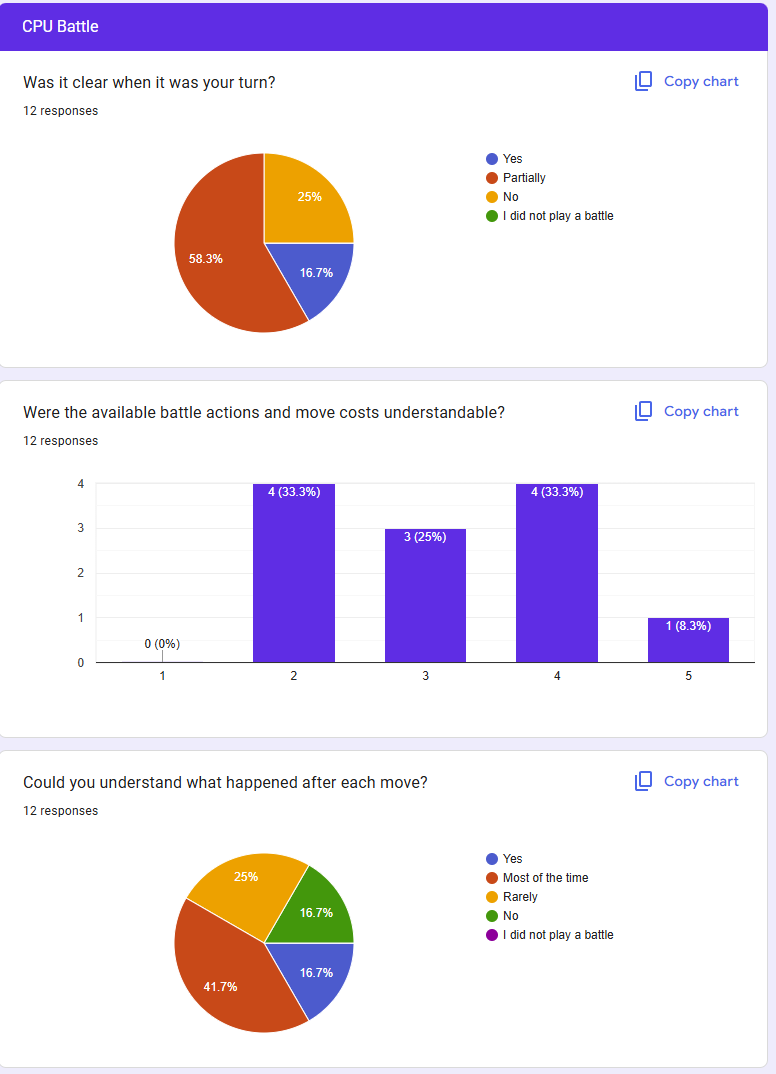 CPU Battle
Was it clear when it was your turn?
Copy chart
12 responses
Yes
Partially
No
I did not play a battle
25%
58.3%
16.7%
Were the available battle actions and move costs understandable?
Copy chart
12 responses
4
3
2
1
0
0 (0%)
4 (33.3%)
3 (25%)
4 (33.3%)
1 (8.3%)
1 2 3 4 5
Could you understand what happened after each move?
Copy chart
12 responses
Yes
Most of the time
Rarely
No
I did not play a battle
25%
16.7%
41.7%
16.7%